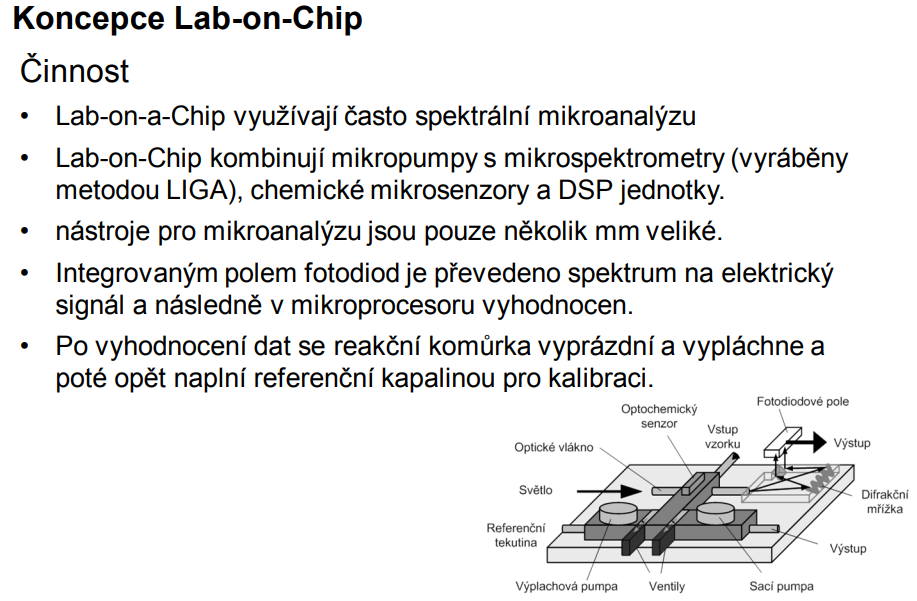 Koncepce Lab-on-Chip
Činnost
• Lab-on-a-Chip využívají často spektrální mikroanalýzu
• Lab-on-Chip kombinují mikropumpy s mikrospektrometry (vyráběny
metodou LIGA), chemické mikrosenzory a DSP jednotky.
• nástroje pro mikroanalýzu jsou pouze několik mm veliké.
• Integrovaným polem fotodiod je převedeno spektrum na elektrický
signál a následně v mikroprocesoru vyhodnocen.
• Po vyhodnocení dat se reakční komůrka vyprázdní a vypláchne a
poté opět naplní referenční kapalinou pro kalibraci.
Fotodiodové pole
Optochemický
senzor
Vstup
vzorku
Výstup
Optické vlákno
Světlo
Difrakční
mřížka
Referenční
tekutina
Výstup
Výplachová pumpa
Ventily
Sací pumpa